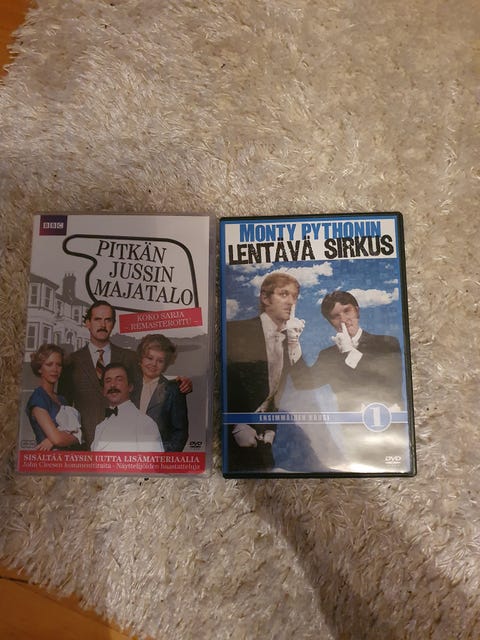 BBC
PITKÄN
JUSSIN
MAJATALO
KOKO SARJA
- REMASTEROITU -
DVD
SISÄLTÄÄ TÄYSIN UUTTA LISÄMATERIAALIA
John Cleesen kommenttiraita - Näyttelijöiden haastatteluja
MONTY PYTHONIN
LENTÄVÄ SIRKUS
ENSIMMÄINEN KAUSI
1
DVD